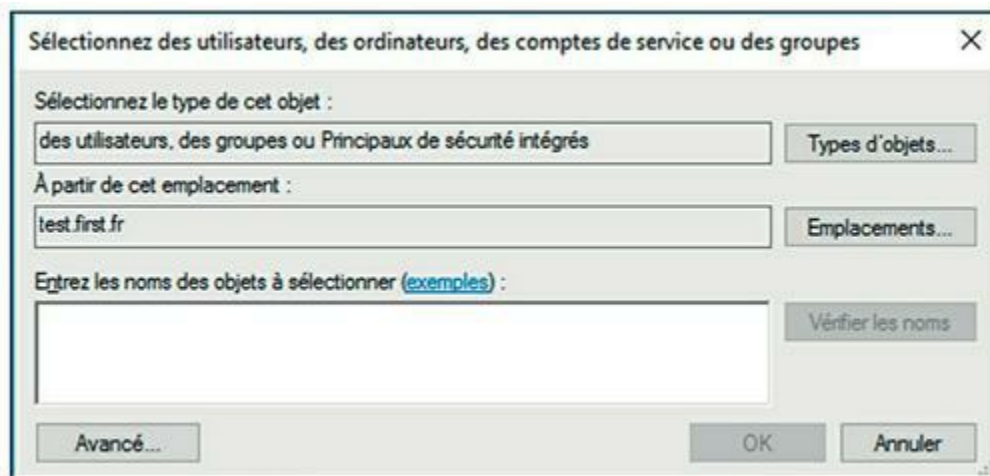 Sélectionnez des utilisateurs, des ordinateurs, des comptes de service ou des groupes
Sélectionnez le type de cet objet :
des utilisateurs, des groupes ou Principaux de sécurité intégrés
Types d'objets...
À partir de cet emplacement :
test.first.fr
Emplacements...
Entrez les noms des objets à sélectionner (exemples) :
Vérifier les noms
Avancé...
OK
Annuler